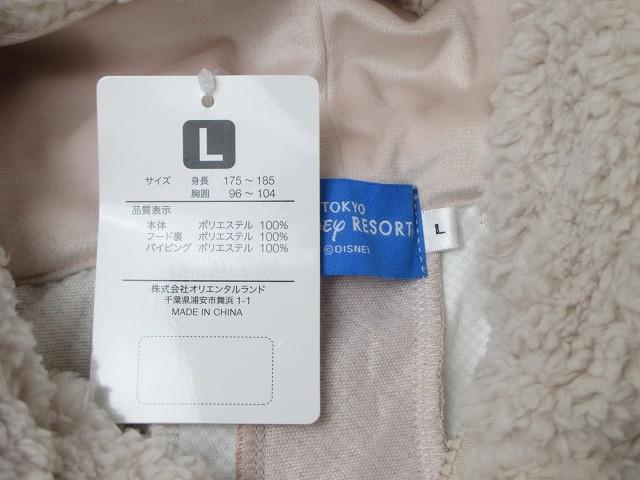 L
サイズ 身長 175～185
胸囲 96～104
品質表示
本体 ポリエステル 100%
フード裏 ポリエステル 100%
パイピング ポリエステル 100%
株式会社オリエンタルランド
千葉県浦安市舞浜 1-1
MADE IN CHINA
TOKYO
RESORT
©DISNEY
L